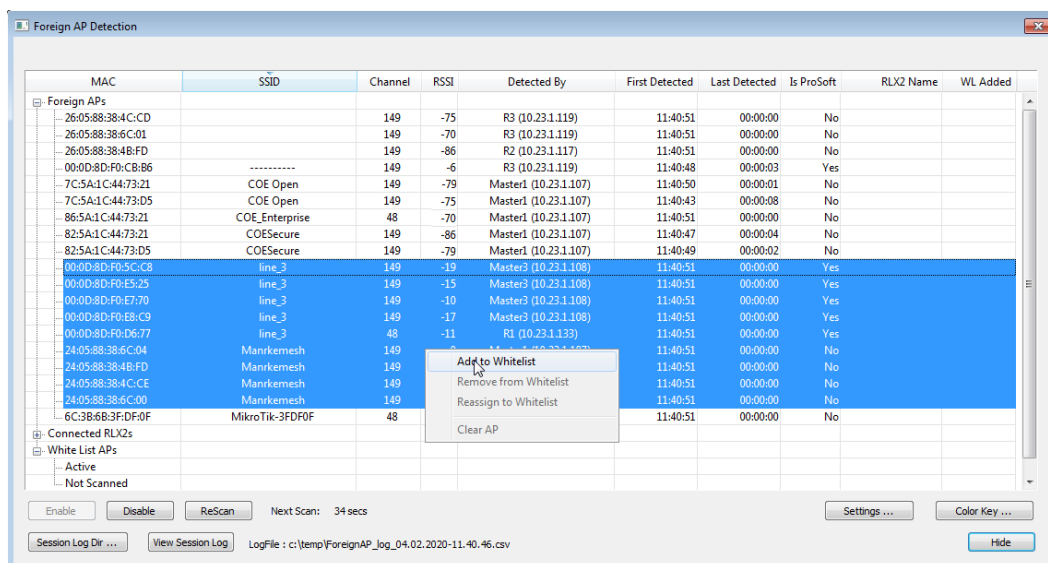 Foreign AP Detection
MAC SSID Channel RSSI Detected By First Detected Last Detected Is ProSoft RLX2 Name WL Added
Foreign APs
26:05:88:38:4C:CD 149 -75 R3 (10.23.1.119) 11:40:51 00:00:00 No
26:05:88:38:6C:01 149 -70 R3 (10.23.1.119) 11:40:51 00:00:00 No
26:05:88:38:4B:FD 149 -86 R2 (10.23.1.117) 11:40:51 00:00:00 No
00:0D:8D:F0:CB:B6 ---------- 149 -6 R3 (10.23.1.119) 11:40:48 00:00:03 Yes
7C:5A:1C:44:73:21 COE Open 149 -79 Master1 (10.23.1.107) 11:40:50 00:00:01 No
7C:5A:1C:44:73:D5 COE Open 149 -75 Master1 (10.23.1.107) 11:40:43 00:00:08 No
86:5A:1C:44:73:21 COE_Enterprise 48 -70 Master1 (10.23.1.107) 11:40:51 00:00:00 No
82:5A:1C:44:73:21 COESecure 149 -86 Master1 (10.23.1.107) 11:40:47 00:00:04 No
82:5A:1C:44:73:D5 COESecure 149 -79 Master1 (10.23.1.107) 11:40:49 00:00:02 No
00:0D:8D:F0:5C:C8 line_3 149 -19 Master3 (10.23.1.108) 11:40:51 00:00:00 Yes
00:0D:8D:F0:E5:25 line_3 149 -15 Master3 (10.23.1.108) 11:40:51 00:00:00 Yes
00:0D:8D:F0:E7:70 line_3 149 -10 Master3 (10.23.1.108) 11:40:51 00:00:00 Yes
00:0D:8D:F0:E8:C9 line_3 149 -17 Master3 (10.23.1.108) 11:40:51 00:00:00 Yes
00:0D:8D:F0:D6:77 line_3 48 -11 R1 (10.23.1.133) 11:40:51 00:00:00 Yes
24:05:88:38:6C:04 Manrkemesh 149 11:40:51 00:00:00 No
24:05:88:38:4B:FD Manrkemesh 149 11:40:51 00:00:00 No
24:05:88:38:4C:CE Manrkemesh 149 11:40:51 00:00:00 No
24:05:88:38:6C:00 Manrkemesh 149 11:40:51 00:00:00 No
6C:3B:6B:3F:DF:0F MikroTik-3FDF0F 48 11:40:51 00:00:00 No
Add to Whitelist
Remove from Whitelist
Reassign to Whitelist
Clear AP
Connected RLX2s
White List APs
Active
Not Scanned
Enable Disable ReScan Next Scan: 34 secs Settings ... Color Key ...
Session Log Dir ... View Session Log LogFile : c:\temp\ForeignAP_log_04.02.2020-11.40.46.csv Hide